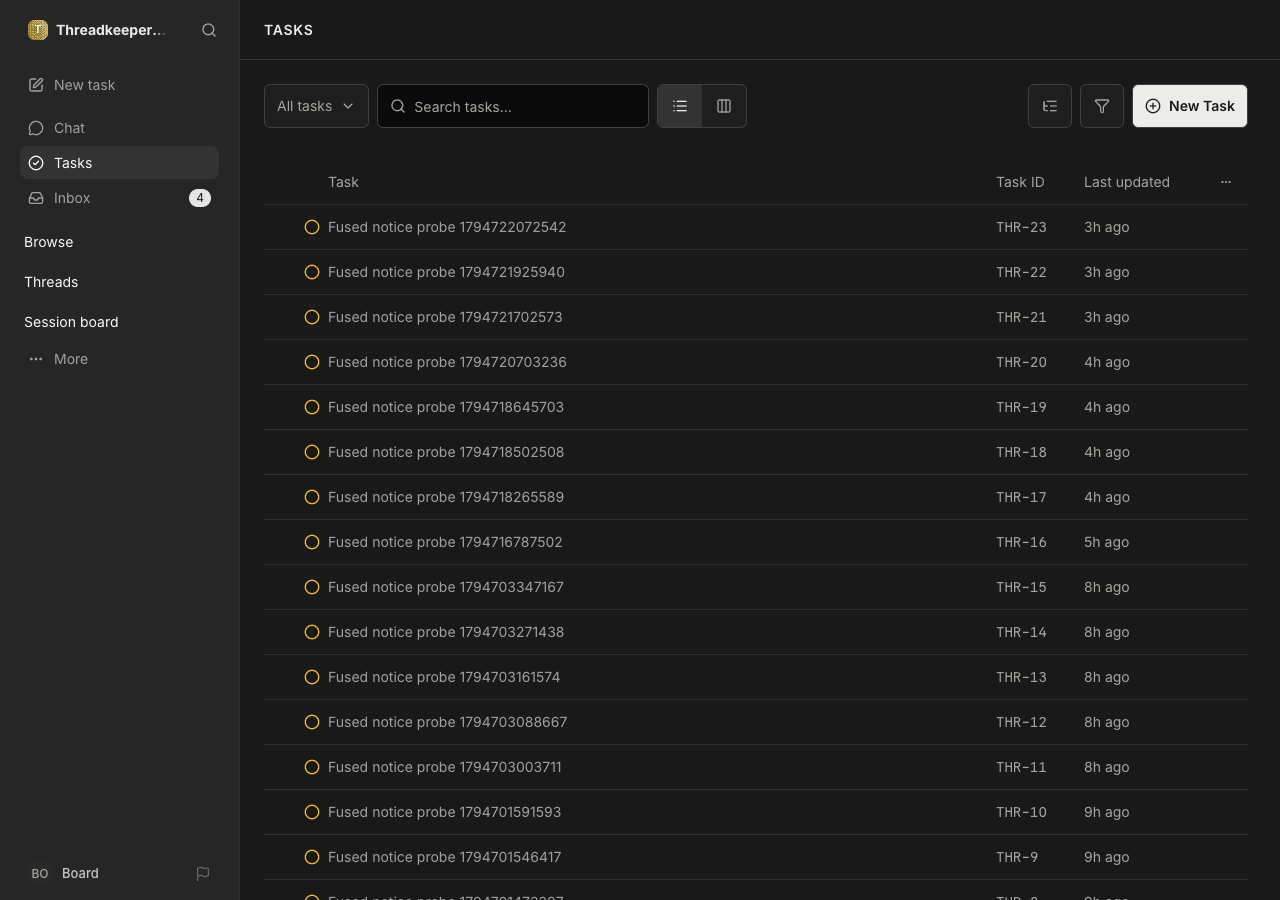 T Threadkeeper...
New task
Chat
Tasks
Inbox 4
Browse
Threads
Session board
More
BO Board
TASKS
All tasks
Search tasks...
New Task
Task Task ID Last updated
Fused notice probe 1794722072542 THR-23 3h ago
Fused notice probe 1794721925940 THR-22 3h ago
Fused notice probe 1794721702573 THR-21 3h ago
Fused notice probe 1794720703236 THR-20 4h ago
Fused notice probe 1794718645703 THR-19 4h ago
Fused notice probe 1794718502508 THR-18 4h ago
Fused notice probe 1794718265589 THR-17 4h ago
Fused notice probe 1794716787502 THR-16 5h ago
Fused notice probe 1794703347167 THR-15 8h ago
Fused notice probe 1794703271438 THR-14 8h ago
Fused notice probe 1794703161574 THR-13 8h ago
Fused notice probe 1794703088667 THR-12 8h ago
Fused notice probe 1794703003711 THR-11 8h ago
Fused notice probe 1794701591593 THR-10 9h ago
Fused notice probe 1794701546417 THR-9 9h ago
Fused notice probe